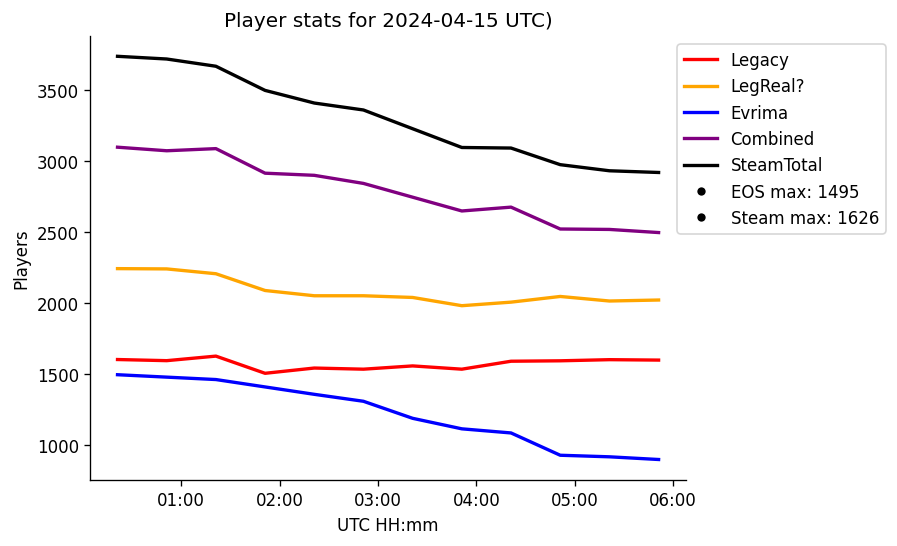 Player stats for 2024-04-15 UTC)
Legacy
LegReal?
Evrima
Combined
SteamTotal
EOS max: 1495
Steam max: 1626
Players
3500
3000
2500
2000
1500
1000
01:00 02:00 03:00 04:00 05:00 06:00
UTC HH:mm